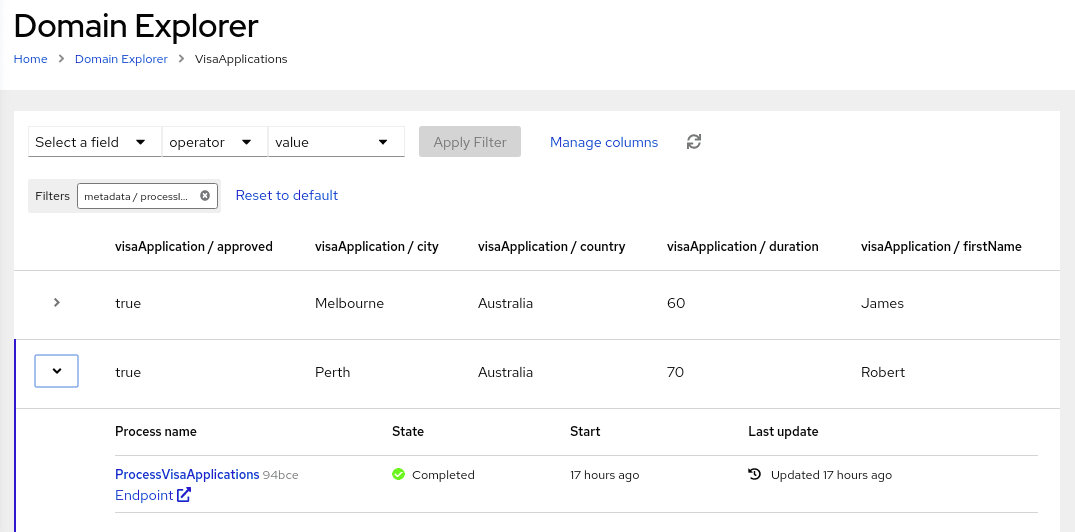 Domain Explorer
Home > Domain Explorer > VisaApplications
Select a field operator value Apply Filter Manage columns
Filters metadata / processI... Reset to default
visaApplication / approved visaApplication / city visaApplication / country visaApplication / duration visaApplication / firstName
true Melbourne Australia 60 James
true Perth Australia 70 Robert
Process name State Start Last update
ProcessVisaApplications 94bce Completed 17 hours ago Updated 17 hours ago
Endpoint